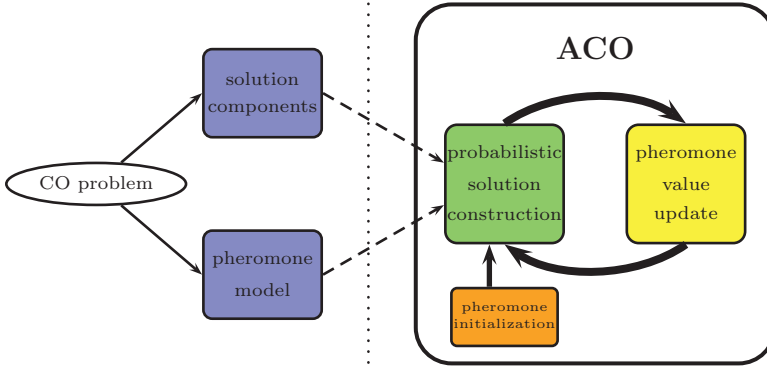 ACO
solution
components
CO problem
pheromone
model
probabilistic
solution
construction
pheromone
value
update
pheromone
initialization